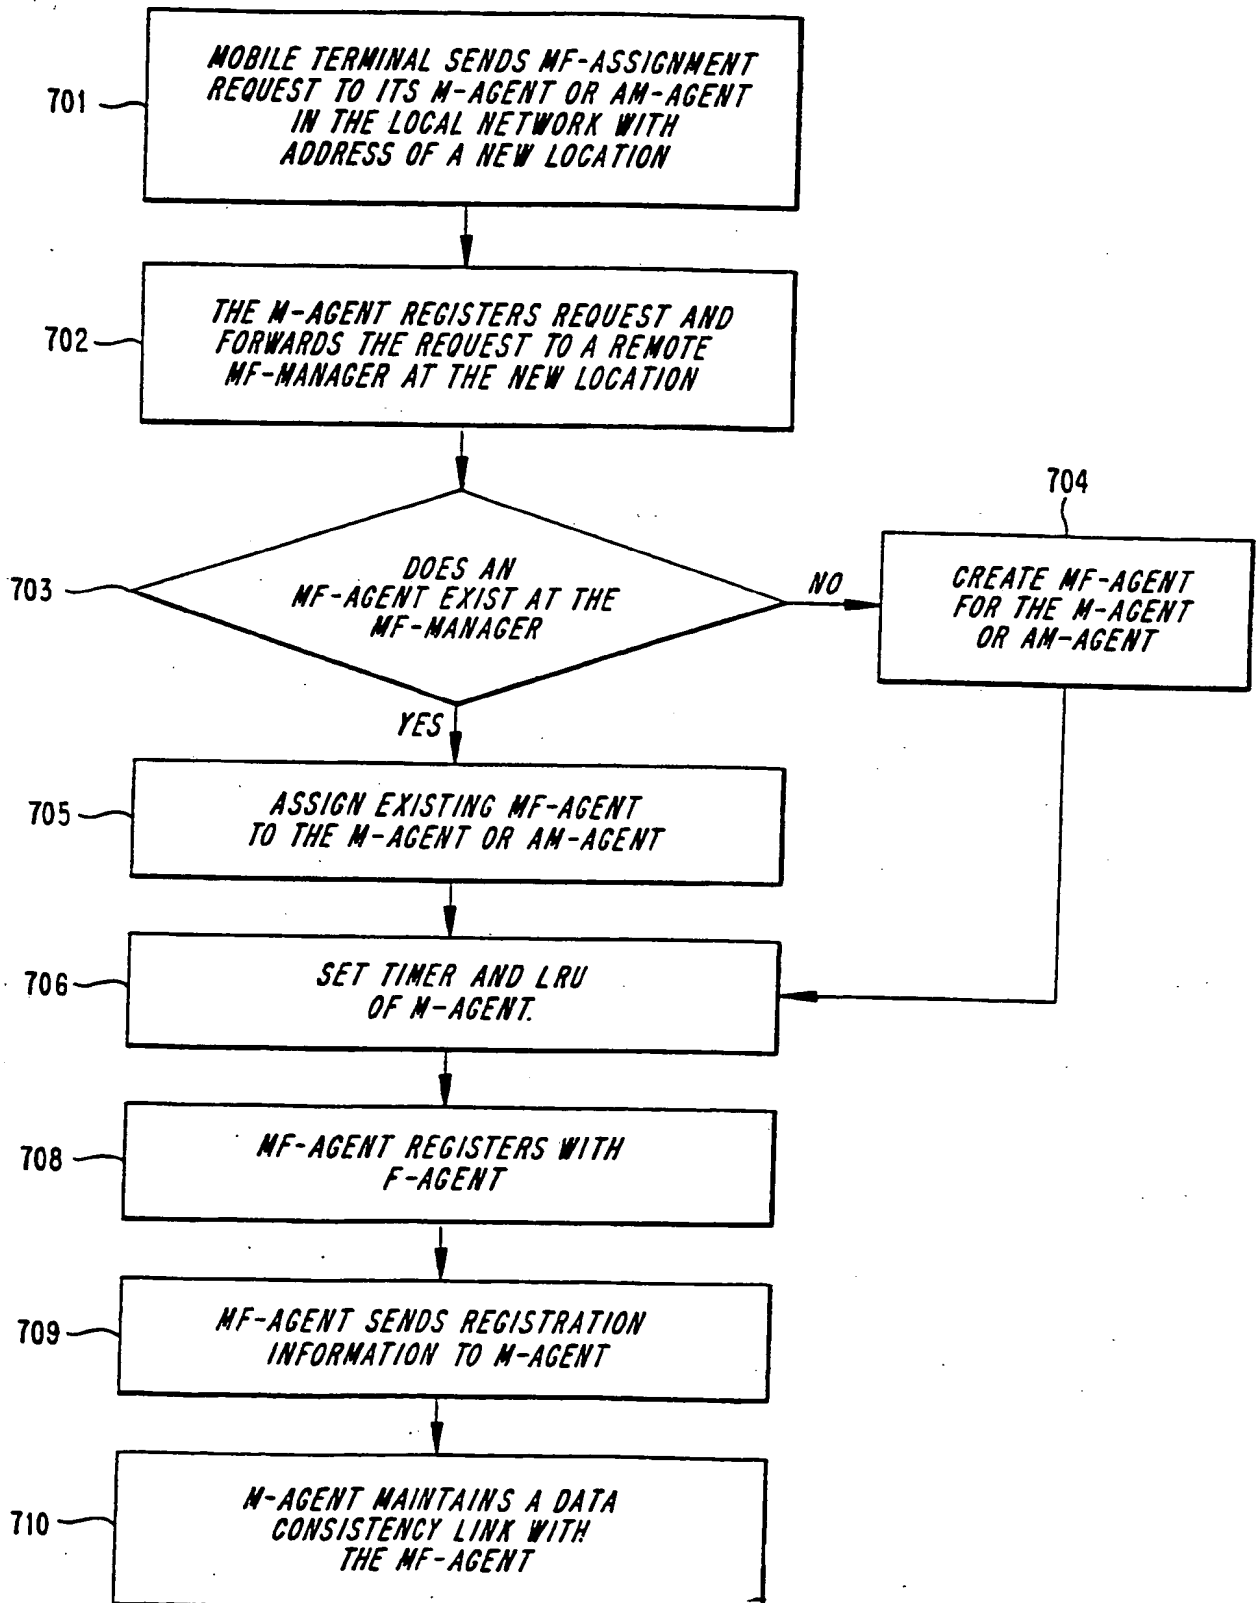 701
MOBILE TERMINAL SENDS MF-ASSIGNMENT
REQUEST TO ITS M-AGENT OR AM-AGENT
IN THE LOCAL NETWORK WITH
ADDRESS OF A NEW LOCATION
702
THE M-AGENT REGISTERS REQUEST AND
FORWARDS THE REQUEST TO A REMOTE
MF-MANAGER AT THE NEW LOCATION
703
DOES AN
MF-AGENT EXIST AT THE
MF-MANAGER
NO
704
CREATE MF-AGENT
FOR THE M-AGENT
OR AM-AGENT
YES
705
ASSIGN EXISTING MF-AGENT
TO THE M-AGENT OR AM-AGENT
706
SET TIMER AND LRU
OF M-AGENT.
708
MF-AGENT REGISTERS WITH
F-AGENT
709
MF-AGENT SENDS REGISTRATION
INFORMATION TO M-AGENT
710
M-AGENT MAINTAINS A DATA
CONSISTENCY LINK WITH
THE MF-AGENT